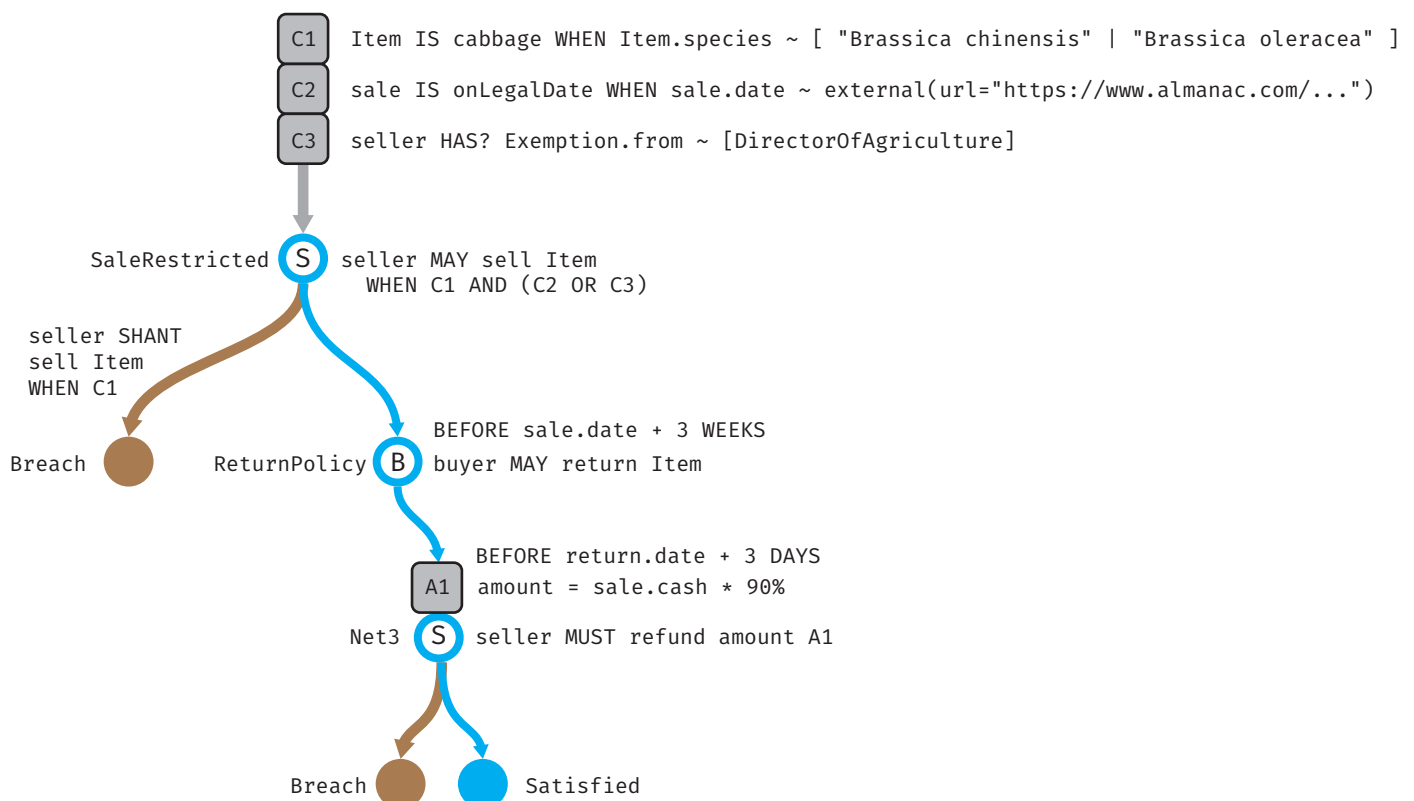 C1 Item IS cabbage WHEN Item.species ~ [ "Brassica chinensis" | "Brassica oleracea" ]
C2 sale IS onLegalDate WHEN sale.date ~ external(url="https://www.almanac.com/...")
C3 seller HAS? Exemption.from ~ [DirectorOfAgriculture]
SaleRestricted S seller MAY sell Item
WHEN C1 AND (C2 OR C3)
seller SHANT
sell Item
WHEN C1
BEFORE sale.date + 3 WEEKS
Breach ReturnPolicy B buyer MAY return Item
BEFORE return.date + 3 DAYS
A1 amount = sale.cash * 90%
Net3 S seller MUST refund amount A1
Breach Satisfied